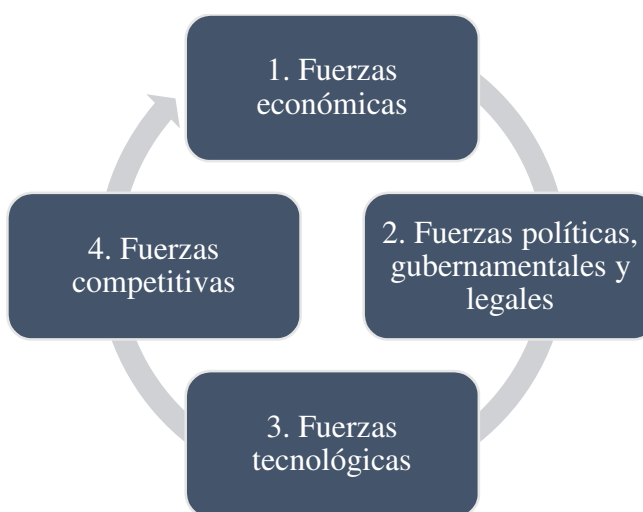 1. Fuerzas
económicas
2. Fuerzas políticas,
gubernamentales y
legales
3. Fuerzas
tecnológicas
4. Fuerzas
competitivas